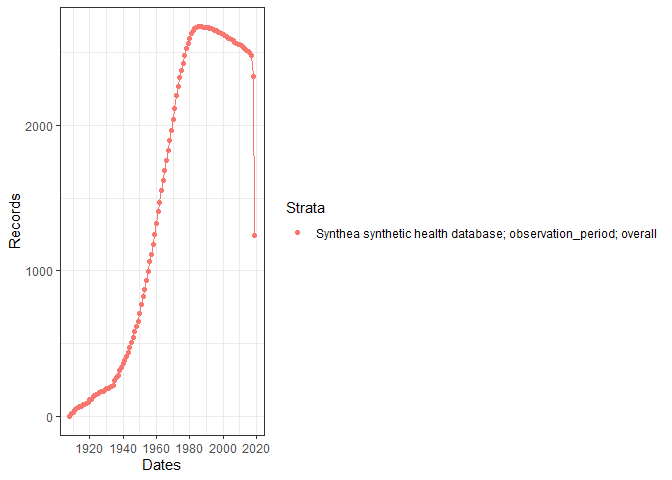 2000
1000
0
Records
1920 1940 1960 1980 2000 2020
Dates
Strata
Synthea synthetic health database; observation_period; overall